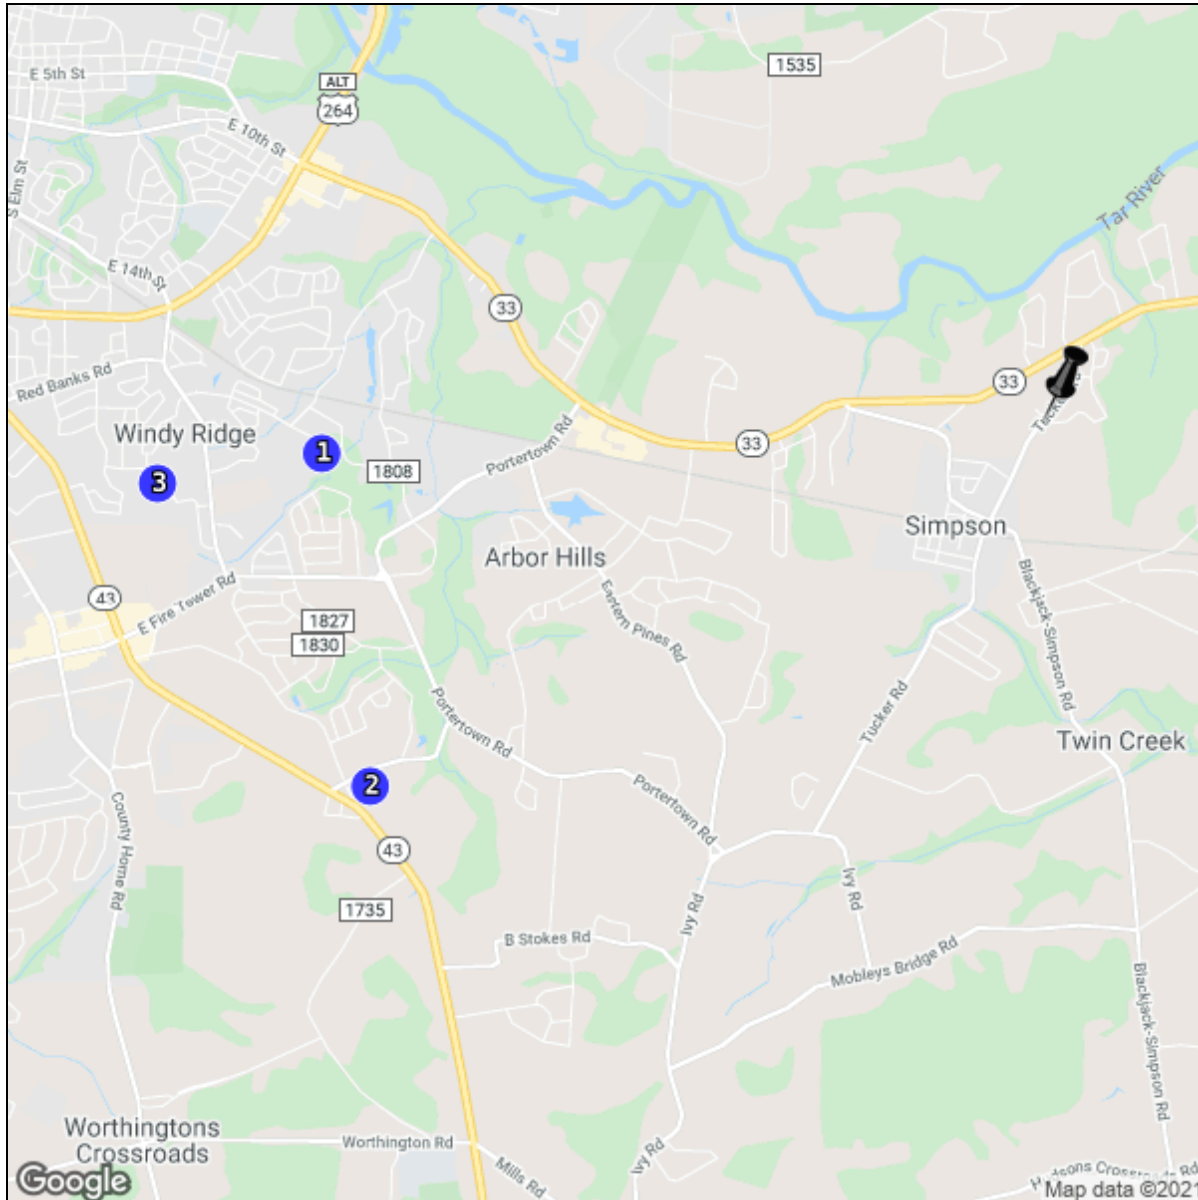 1535
E 5th St
ALT
264
E 10th St
S Elm St
Tar River
E 14th St
33
33
33
Red Banks Rd
Windy Ridge
1
3
1808
Portertown Rd
Simpson
Arbor Hills
43
E Fire Tower Rd
1827
1830
Eastern Pines Rd
Blackjack-Simpson Rd
Tucker Rd
Portertown Rd
Twin Creek
2
Portertown Rd
County Home Rd
43
Ivy Rd
Ivy Rd
1735
B Stokes Rd
Mobleys Bridge Rd
Blackjack-Simpson Rd
Worthingtons
Crossroads
Worthington Rd
Mills Rd
Ivy Rd
Google
Map data ©2021